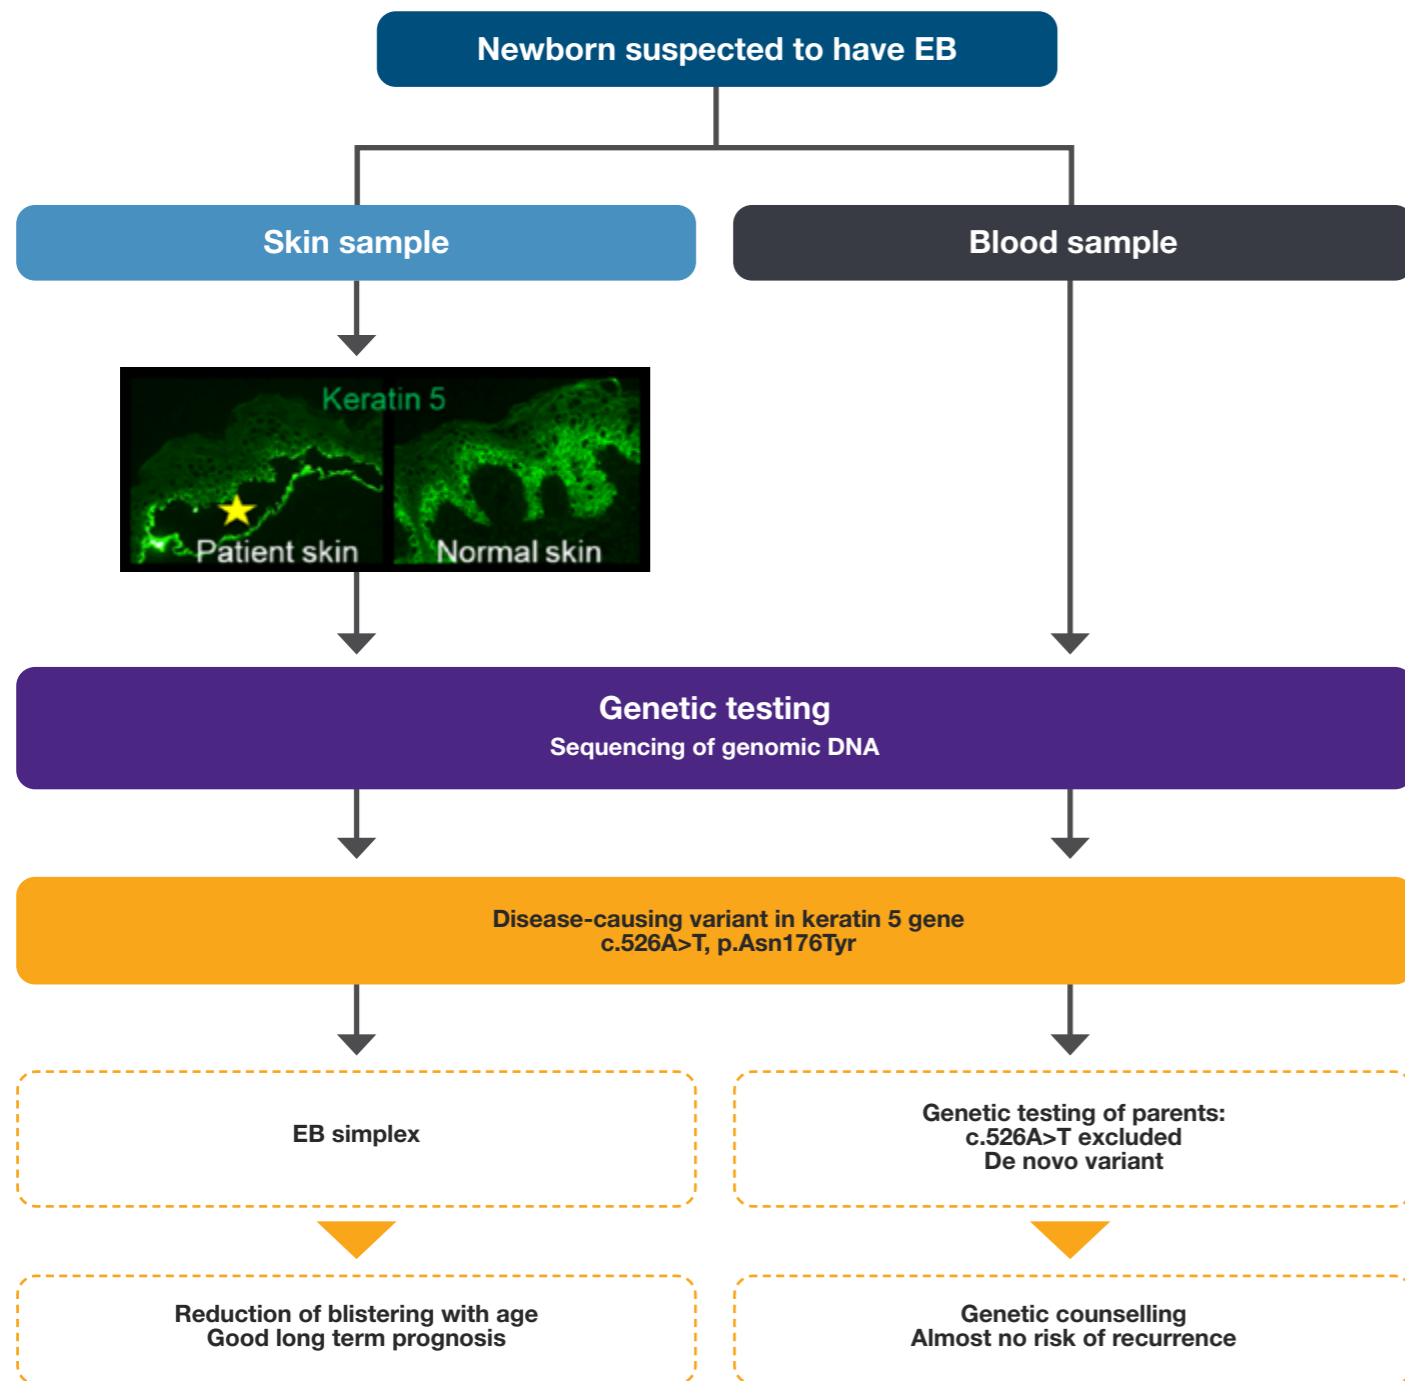 Newborn suspected to have EB
Skin sample
Blood sample
Keratin 5
Patient skin
Normal skin
Genetic testing
Sequencing of genomic DNA
Disease-causing variant in keratin 5 gene
c.526A>T, p.Asn176Tyr
EB simplex
Genetic testing of parents:
c.526A>T excluded
De novo variant
Reduction of blistering with age
Good long term prognosis
Genetic counselling
Almost no risk of recurrence